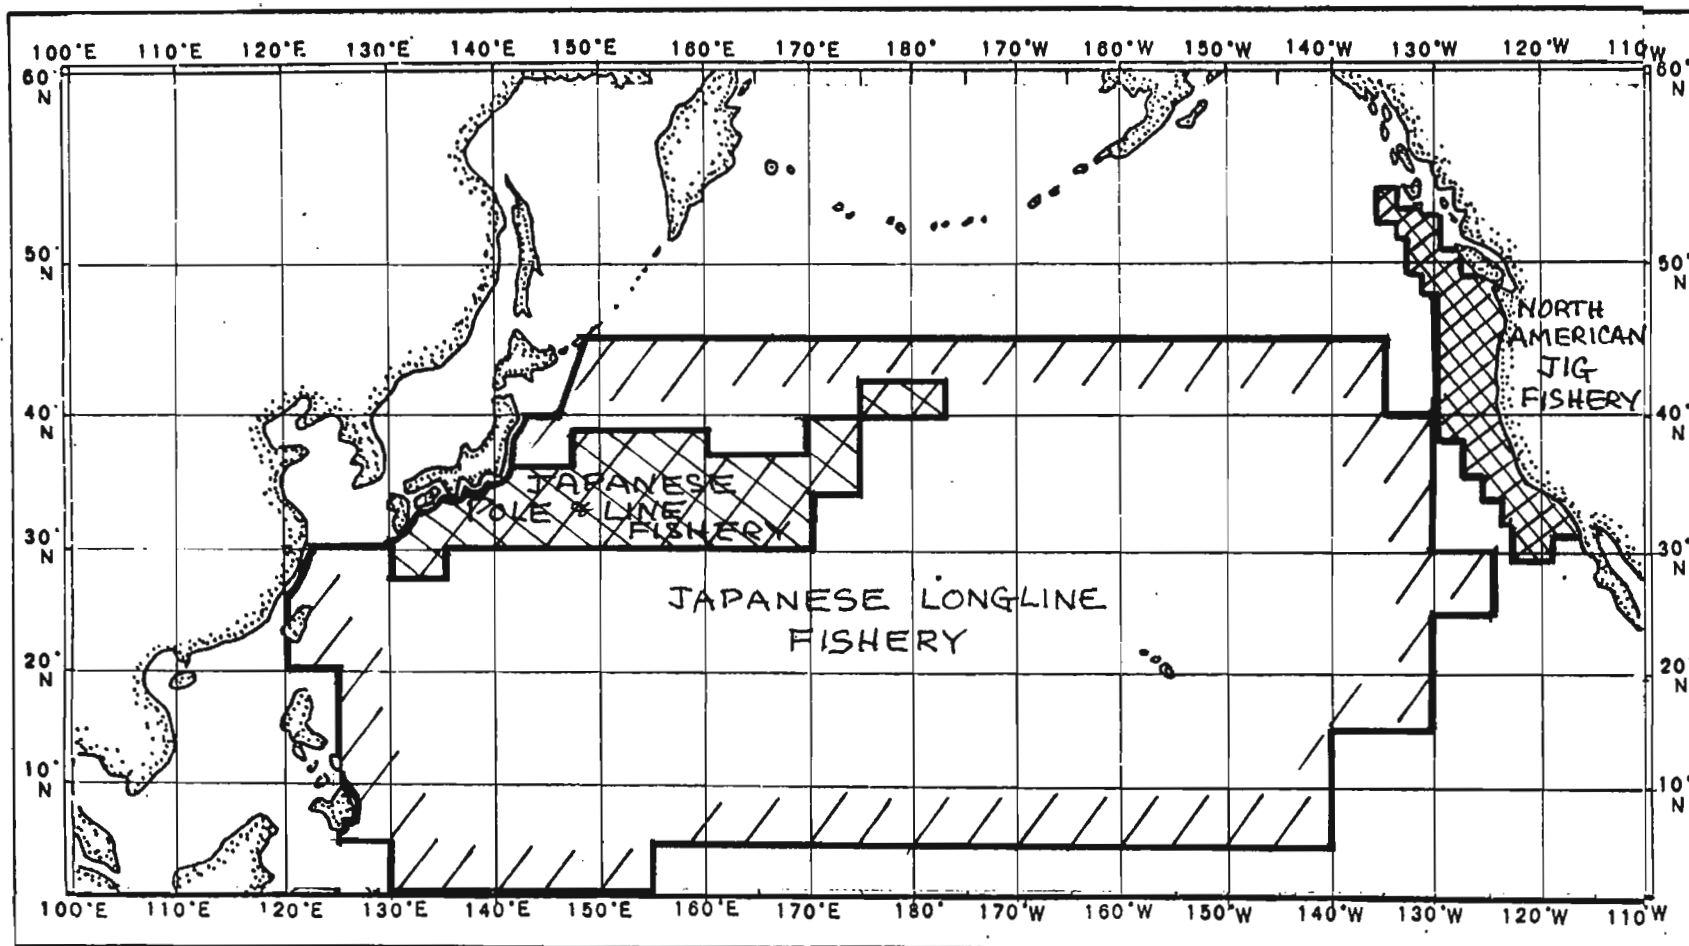 100°E 110°E 120°E 130°E 140°E 150°E 160°E 170°E 180° 170°W 160°W 150°W 140°W 130°W 120°W 110°W
60° N 60° N
50° N 50° N
NORTH
AMERICAN
JIG
FISHERY
40° N 40° N
JAPANESE
POLE & LINE
FISHERY
30° N 30° N
JAPANESE LONGLINE
FISHERY
20° N 20 N
10° N 10° N
100°E 110°E 120°E 130°E 140°E 150°E 160°E 170°E 180° 170°W 160°W 150°W 140°W 130°W 120°W 110°W